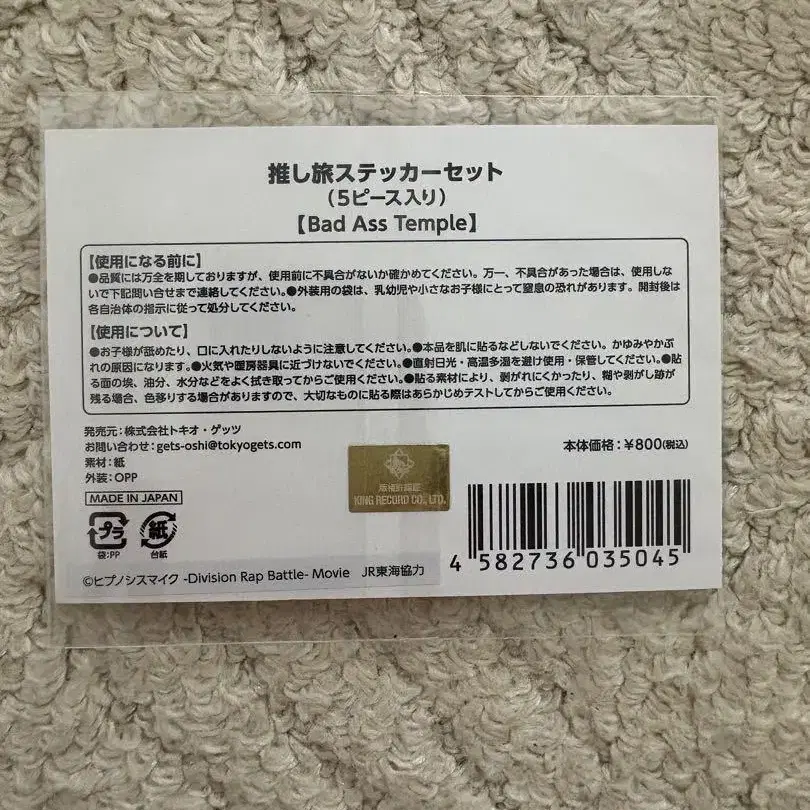 推し旅ステッカーセット
（5ピース入り）
【Bad Ass Temple】
【使用になる前に】
●品質には万全を期しておりますが、使用前に不具合がないか確かめてください。万一、不具合があった場合は、使用しな
いで下記問い合せまで連絡してください。●外装用の袋は、乳幼児や小さなお子様にとって窒息の恐れがあります。開封後は
各自治体の指示に従って処分してください。
【使用について】
●お子様が舐めたり、口に入れたりしないように注意してください。●本品を肌に貼るなどしないでください。かゆみやかぶ
れの原因になります。●火気や暖房器具に近づけないでください。●直射日光・高温多湿を避け使用・保管してください。●貼
る面の埃、油分、水分などをよく拭き取ってからご使用ください。●貼る素材により、剥がれにくかったり、糊や剥がし跡が
残る場合、色移りする場合がありますので、大切なものに貼る際はあらかじめテストしてからご使用ください。
発売元：株式会社トキオ・ゲッツ
お問い合わせ：gets-oshi@tokyogets.com
素材：紙
外装：OPP
本体価格：¥800(税込)
MADE IN JAPAN
版権許諾証
KING RECORD CO., LTD.
プラ 紙
袋:PP 台紙
4 582736 035045
©ヒプノシスマイク -Division Rap Battle- Movie JR東海協力